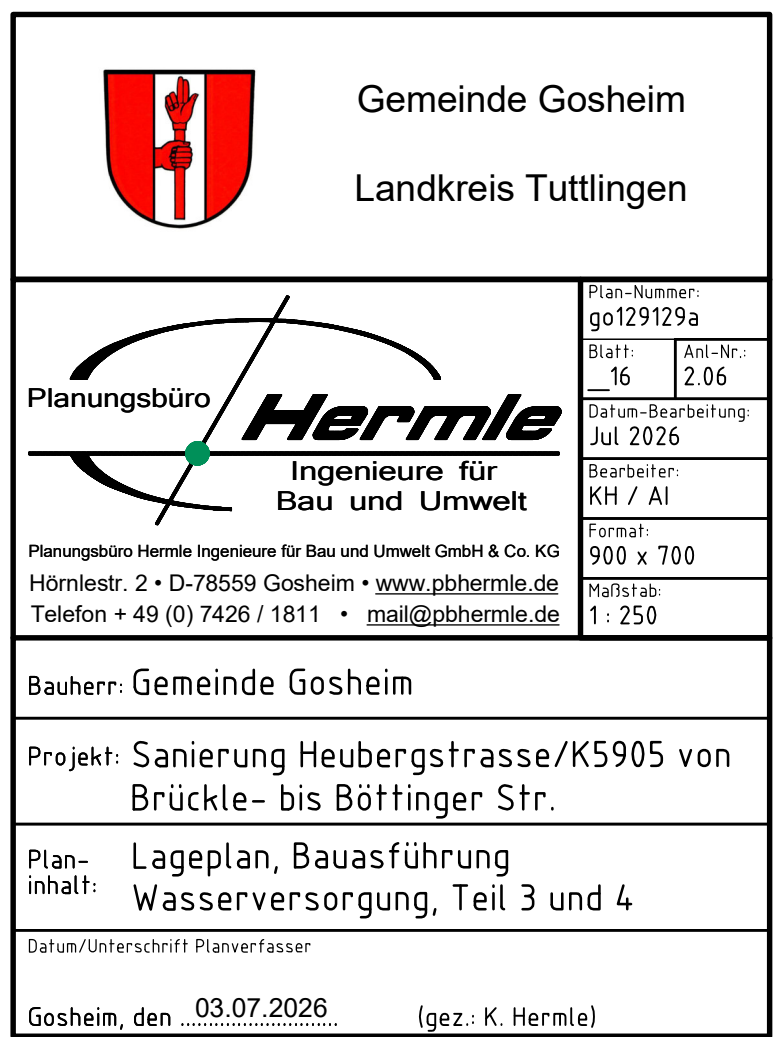 Gemeinde Gosheim
Landkreis Tuttlingen
Planungsbüro
Hermle
Ingenieure für
Bau und Umwelt
Planungsbüro Hermle Ingenieure für Bau und Umwelt GmbH & Co. KG
Hörnlestr. 2 • D-78559 Gosheim • www.pbhermle.de
Telefon + 49 (0) 7426 / 1811 • mail@pbhermle.de
Plan-Nummer:
go129129a
Blatt: Anl-Nr.:
__16 2.06
Datum-Bearbeitung:
Jul 2026
Bearbeiter:
KH / AI
Format:
900 x 700
Maßstab:
1 : 250
Bauherr: Gemeinde Gosheim
Projekt: Sanierung Heubergstrasse/K5905 von
Brückle- bis Böttinger Str.
Plan- Lageplan, Bauasführung
inhalt: Wasserversorgung, Teil 3 und 4
Datum/Unterschrift Planverfasser
Gosheim, den 03.07.2026 (gez.: K. Hermle)